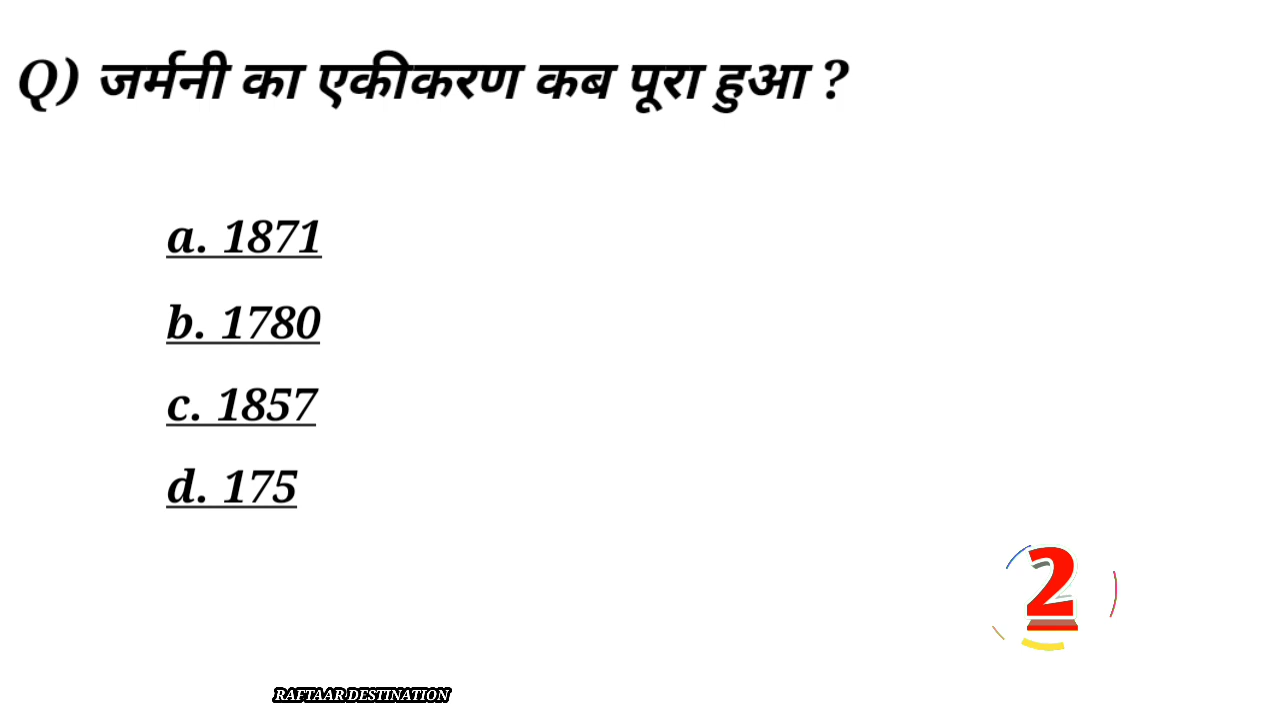 Q) जर्मनी का एकीकरण कब पूरा हुआ ?
a. 1871
b. 1780
c. 1857
d. 175
2
RAFTAAR DESTINATION